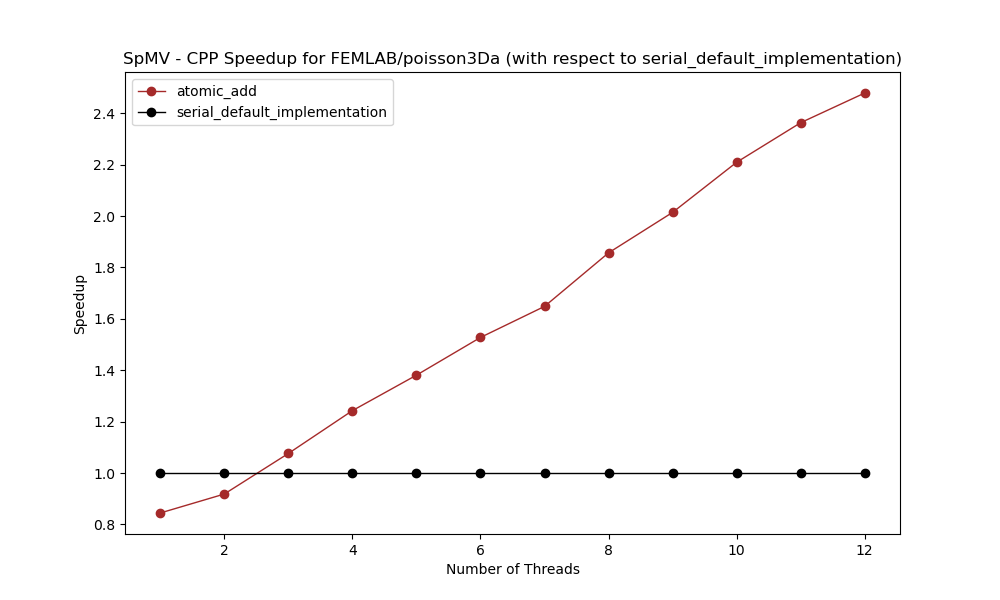 SpMV - CPP Speedup for FEMLAB/poisson3Da (with respect to serial_default_implementation)
atomic_add
serial_default_implementation
2.4
2.2
2.0
1.8
1.6
1.4
1.2
1.0
0.8
Speedup
2 4 6 8 10 12
Number of Threads